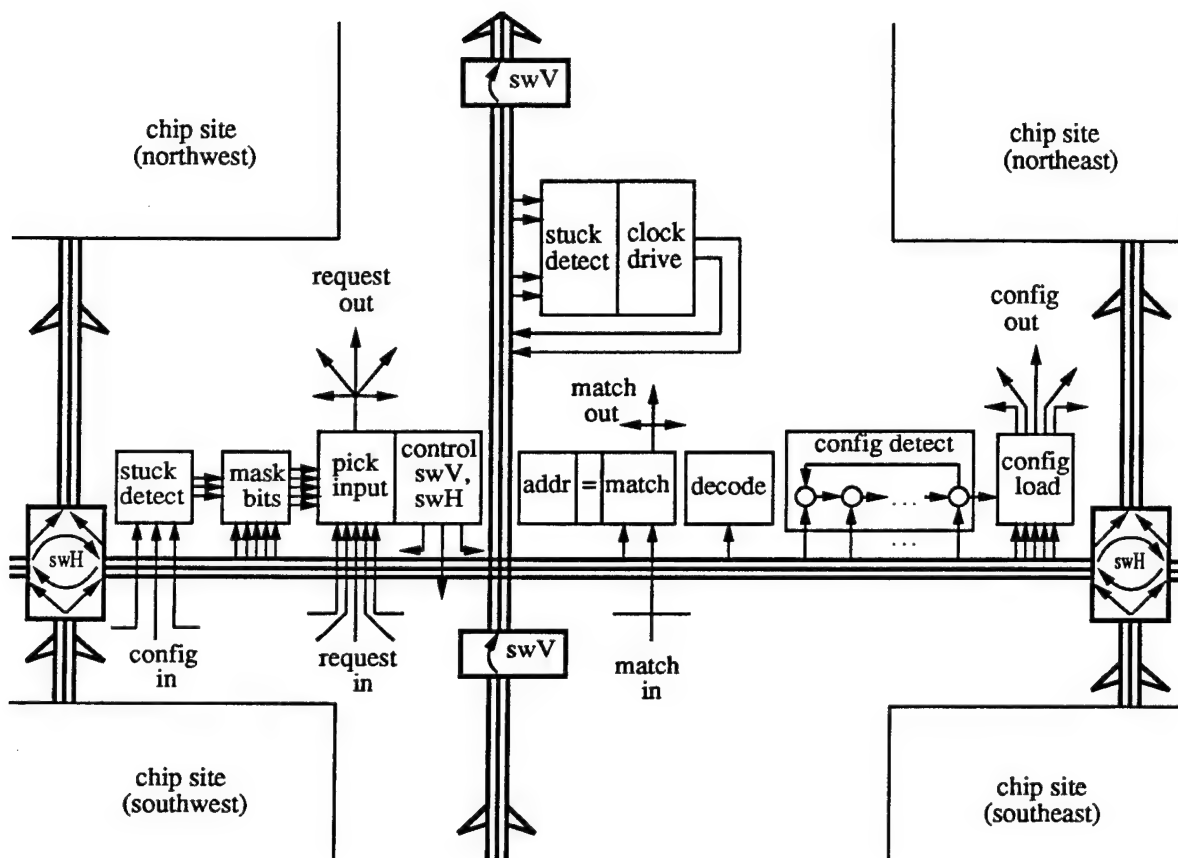 swV
chip site
(northwest)
chip site
(northeast)
stuck
detect
clock
drive
request
out
config
out
match
out
stuck
detect
mask
bits
pick
input
control
swV,
swH
addr
=
match
decode
config detect
. . .
. . .
config
load
swH
swH
config
in
request
in
swV
match
in
chip site
(southwest)
chip site
(southeast)